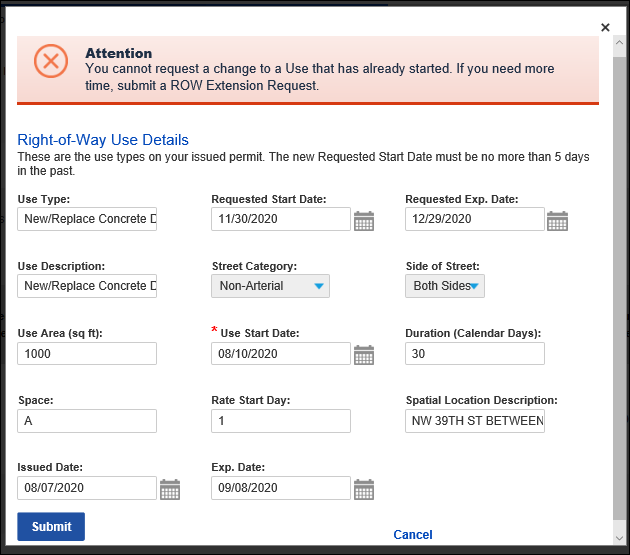 ×
Attention
You cannot request a change to a Use that has already started. If you need more
time, submit a ROW Extension Request.
Right-of-Way Use Details
These are the use types on your issued permit. The new Requested Start Date must be no more than 5 days
in the past.
Use Type: Requested Start Date: Requested Exp. Date:
New/Replace Concrete D 11/30/2020 12/29/2020
Use Description: Street Category: Side of Street:
New/Replace Concrete D Non-Arterial Both Sides
Use Area (sq ft): * Use Start Date: Duration (Calendar Days):
1000 08/10/2020 30
Space: Rate Start Day: Spatial Location Description:
A 1 NW 39TH ST BETWEEN
Issued Date: Exp. Date:
08/07/2020 09/08/2020
Submit Cancel